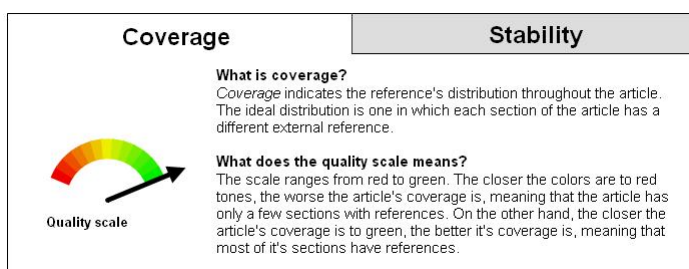 Coverage
Stability
What is coverage?
Coverage indicates the reference's distribution throughout the article.
The ideal distribution is one in which each section of the article has a
different external reference.
What does the quality scale means?
The scale ranges from red to green. The closer the colors are to red
tones, the worse the article's coverage is, meaning that the article has
only a few sections with references. On the other hand, the closer the
article's coverage is to green, the better it's coverage is, meaning that
most of it's sections have references.
Quality scale